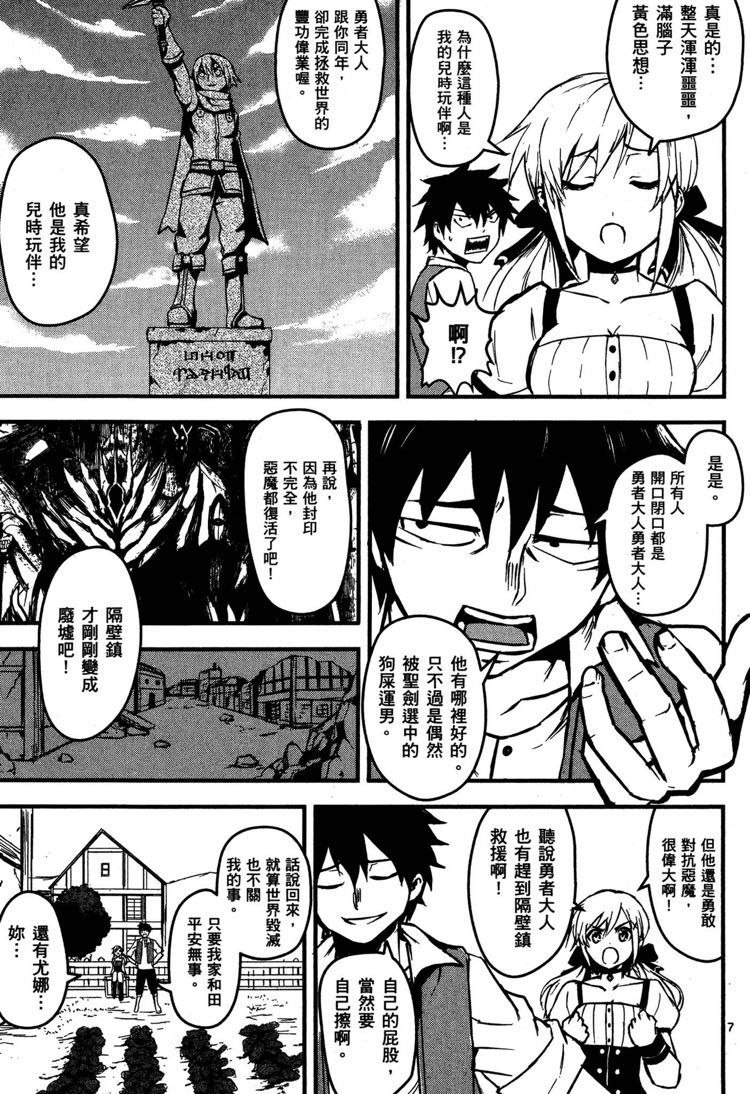 真是的…
整天渾渾噩噩，
滿腦子
黃色思想…
為什麼這種人是
我的兒時玩伴啊…
啊!?
勇者大人
跟你同年，
卻完成拯救世界的
豐功偉業喔。
真希望
他是我的
兒時玩伴…
是是。
所有人
開口閉口都是
勇者大人勇者大人…
他有哪裡好的。
只不過是偶然
被聖劍選中的
狗屎運男。
再說，
因為他封印
不完全，
惡魔都復活了吧！
隔壁鎮
才剛剛變成
廢墟吧！
但他還是勇敢
對抗惡魔，
很偉大啊！
聽說勇者大人
也有趕到隔壁鎮
救援啊！
自己的屁股，
當然要
自己擦啊。
話說回來，
就算世界毀滅
也不關
我的事。
只要我家和田
平安無事。
還有尤娜…
妳…
7